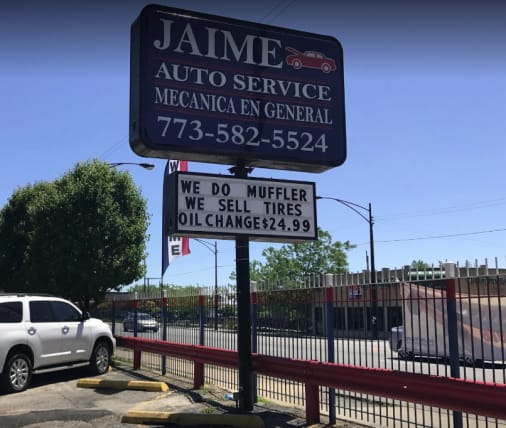 JAIME
AUTO SERVICE
MECANICA EN GENERAL
773-582-5524
WE DO MUFFLER
WE SELL TIRES
OIL CHANGE$24.99